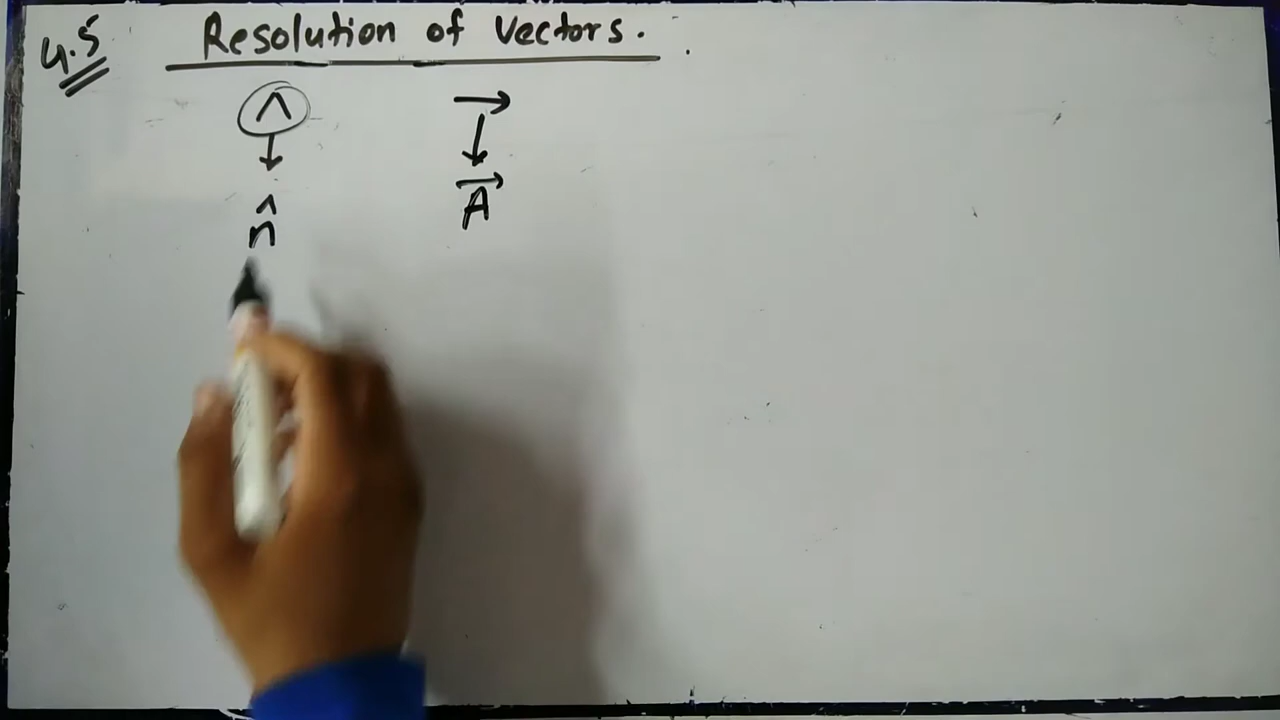 4.5 Resolution of Vectors.
^ →
n̂ A⃗